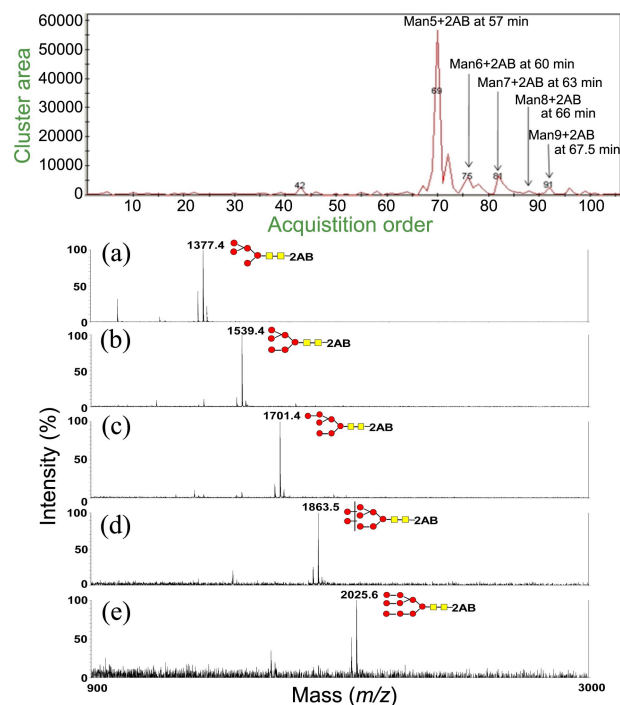 Man5+2AB at 57 min
Man6+2AB at 60 min
Man7+2AB at 63 min
Man8+2AB
at 66 min
Man9+2AB
at 67.5 min
Cluster area
60000
50000
40000
30000
20000
10000
0
42
69
75
81
91
0 10 20 30 40 50 60 70 80 90 100
Acquistition order
(a)
1377.4
2AB
100
50
0
(b)
1539.4
2AB
100
50
0
(c)
1701.4
2AB
100
50
0
(d)
1863.5
2AB
100
50
0
(e)
2025.6
2AB
100
50
0
Intensity (%)
900
3000
Mass (m/z)